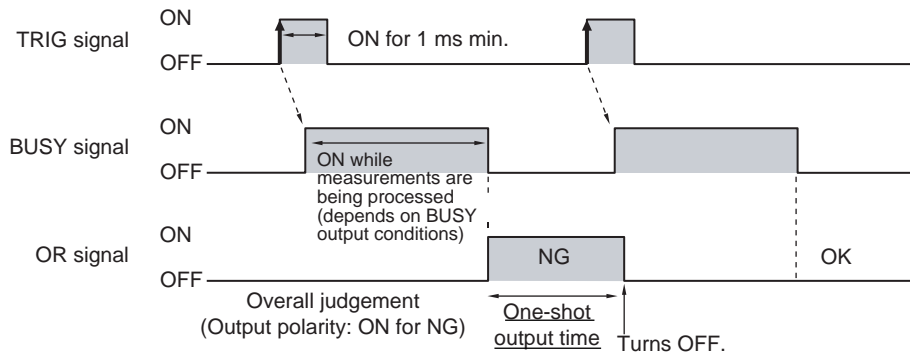 ON
TRIG signal
ON for 1 ms min.
OFF
ON
BUSY signal
OFF
ON while
measurements are
being processed
(depends on BUSY
output conditions)
ON
OR signal
NG
OK
OFF
Overall judgement
(Output polarity: ON for NG)
One-shot
output time
Turns OFF.